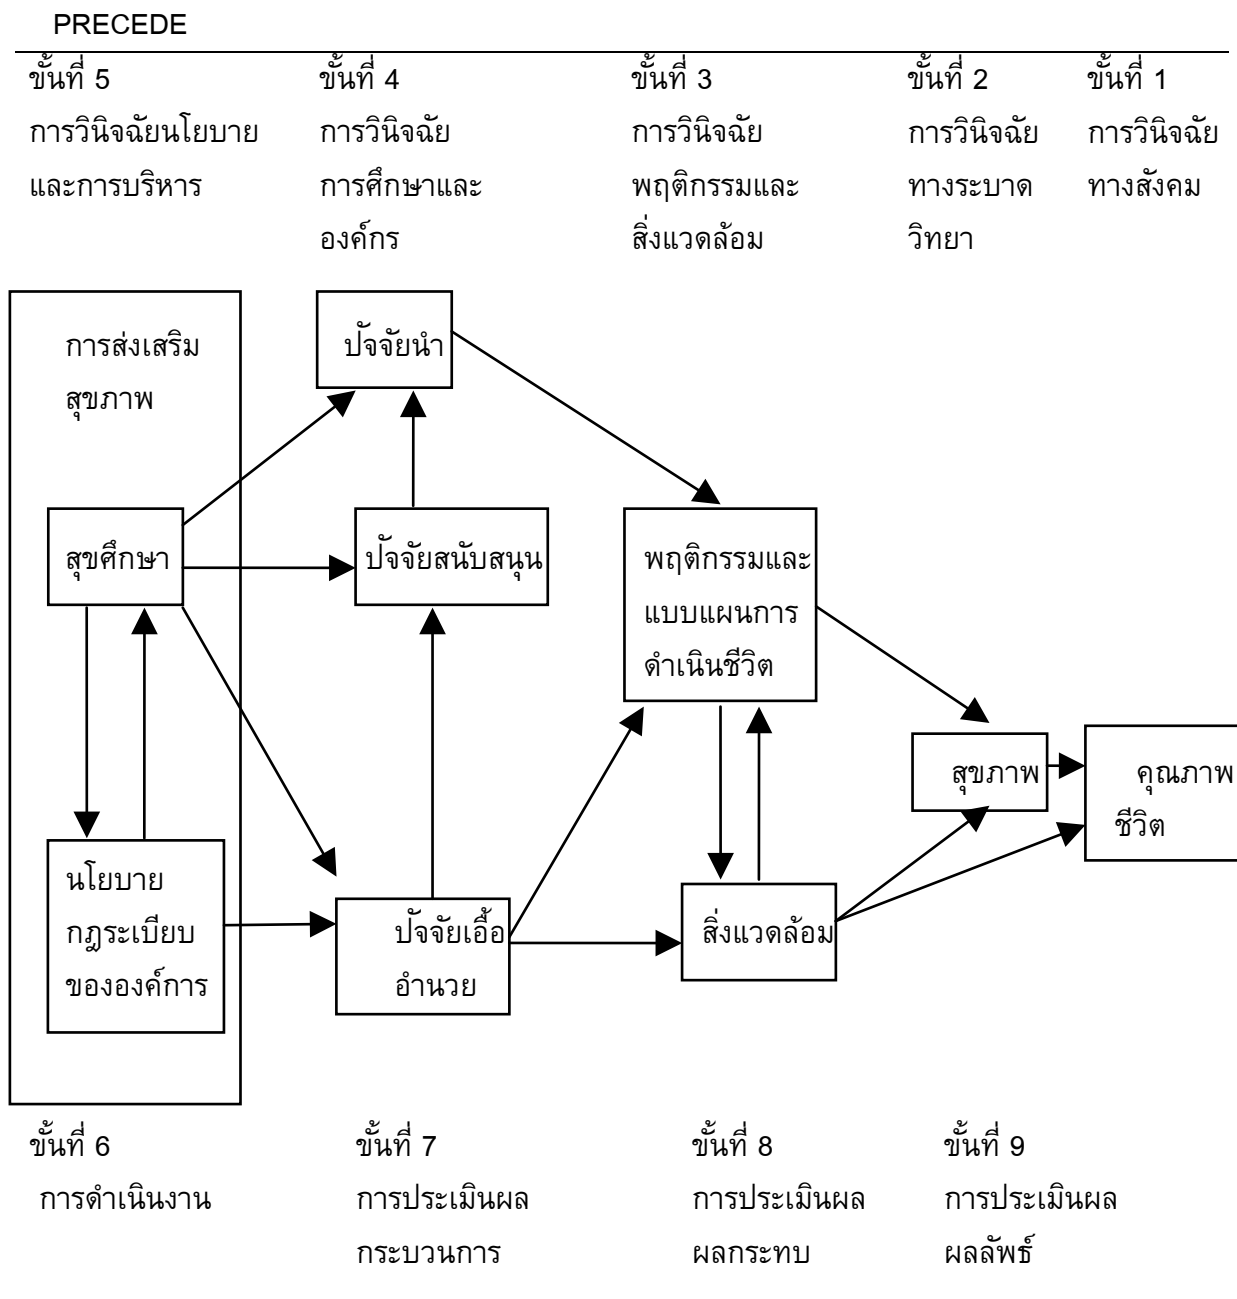 PRECEDE
ขั้นที่ 5
การวินิจฉัยนโยบาย
และการบริหาร
ขั้นที่ 4
การวินิจฉัย
การศึกษาและ
องค์กร
ขั้นที่ 3
การวินิจฉัย
พฤติกรรมและ
สิ่งแวดล้อม
ขั้นที่ 2
การวินิจฉัย
ทางระบาด
วิทยา
ขั้นที่ 1
การวินิจฉัย
ทางสังคม
การส่งเสริม
สุขภาพ
ปัจจัยนำ
สุขศึกษา
ปัจจัยสนับสนุน
พฤติกรรมและ
แบบแผนการ
ดำเนินชีวิต
สุขภาพ
คุณภาพ
ชีวิต
นโยบาย
กฎระเบียบ
ขององค์การ
ปัจจัยเอื้อ
อำนวย
สิ่งแวดล้อม
ขั้นที่ 6
การดำเนินงาน
ขั้นที่ 7
การประเมินผล
กระบวนการ
ขั้นที่ 8
การประเมินผล
ผลกระทบ
ขั้นที่ 9
การประเมินผล
ผลลัพธ์